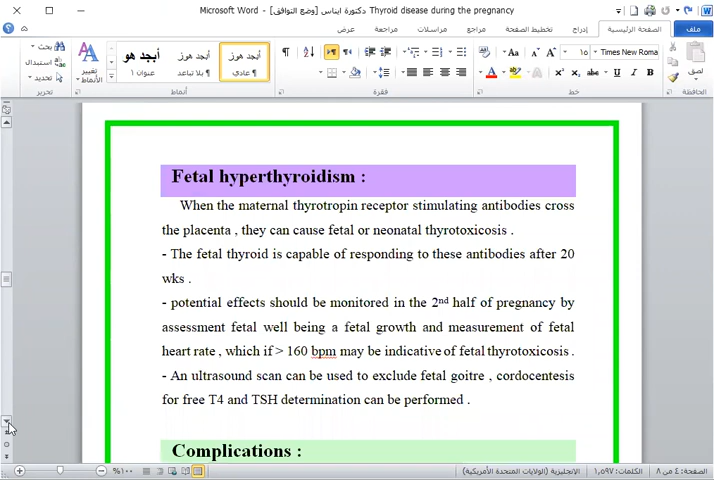 Microsoft Word - [وضع التوافق] دكتورة ايناس Thyroid disease during the pregnancy
ملف الصفحة الرئيسية إدراج تخطيط الصفحة مراجع مراسلات مراجعة عرض
لصق
الحافظة
Times New Roma ١٥
خط
فقرة
أبجد هوز أبجد هوز أبجد هو
¶ عادي ¶ بلا تباعد عنوان ١
تغيير الأنماط
أنماط
بحث
استبدال
تحديد
تحرير
Fetal hyperthyroidism :
When the maternal thyrotropin receptor stimulating antibodies cross
the placenta , they can cause fetal or neonatal thyrotoxicosis .
- The fetal thyroid is capable of responding to these antibodies after 20
wks .
- potential effects should be monitored in the 2nd half of pregnancy by
assessment fetal well being a fetal growth and measurement of fetal
heart rate , which if > 160 bpm may be indicative of fetal thyrotoxicosis .
- An ultrasound scan can be used to exclude fetal goitre , cordocentesis
for free T4 and TSH determination can be performed .
Complications :
الصفحة: ٤ من ٨ الكلمات: ١,٥٩٧ الإنجليزية (الولايات المتحدة الأمريكية) ١٠٠%